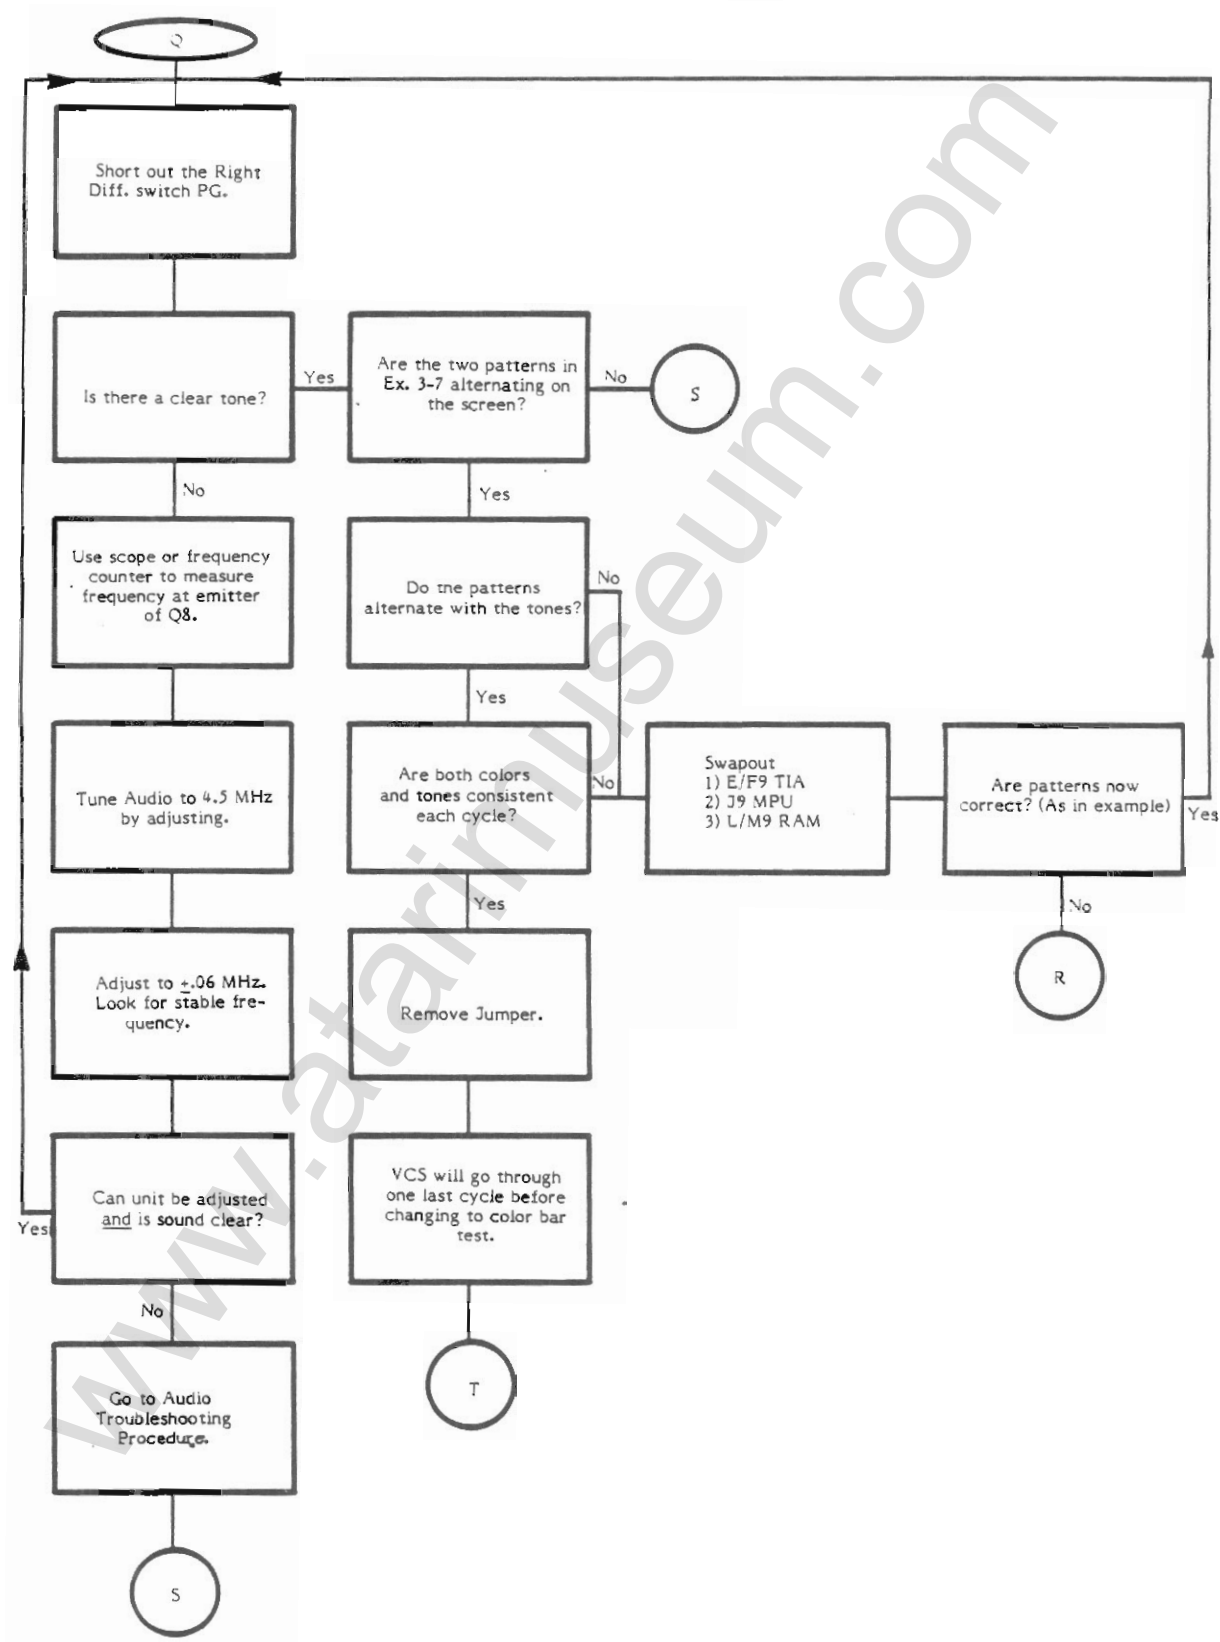 Q
Short out the Right
Diff. switch PG.
Is there a clear tone?
Yes
Are the two patterns in
Ex. 3-7 alternating on
the screen?
No
S
No
Yes
Use scope or frequency
counter to measure
frequency at emitter
of Q8.
Do the patterns
alternate with the tones?
No
Yes
Tune Audio to 4.5 MHz
by adjusting.
Are both colors
and tones consistent
each cycle?
No
Swapout
1) E/F9 TIA
2) J9 MPU
3) L/M9 RAM
Are patterns now
correct? (As in example)
Yes
Yes
No
R
Adjust to ±.06 MHz.
Look for stable fre-
quency.
Remove Jumper.
Can unit be adjusted
and is sound clear?
Yes
VCS will go through
one last cycle before
changing to color bar
test.
No
T
Go to Audio
Troubleshooting
Procedure.
S
www.atarimuseum.com